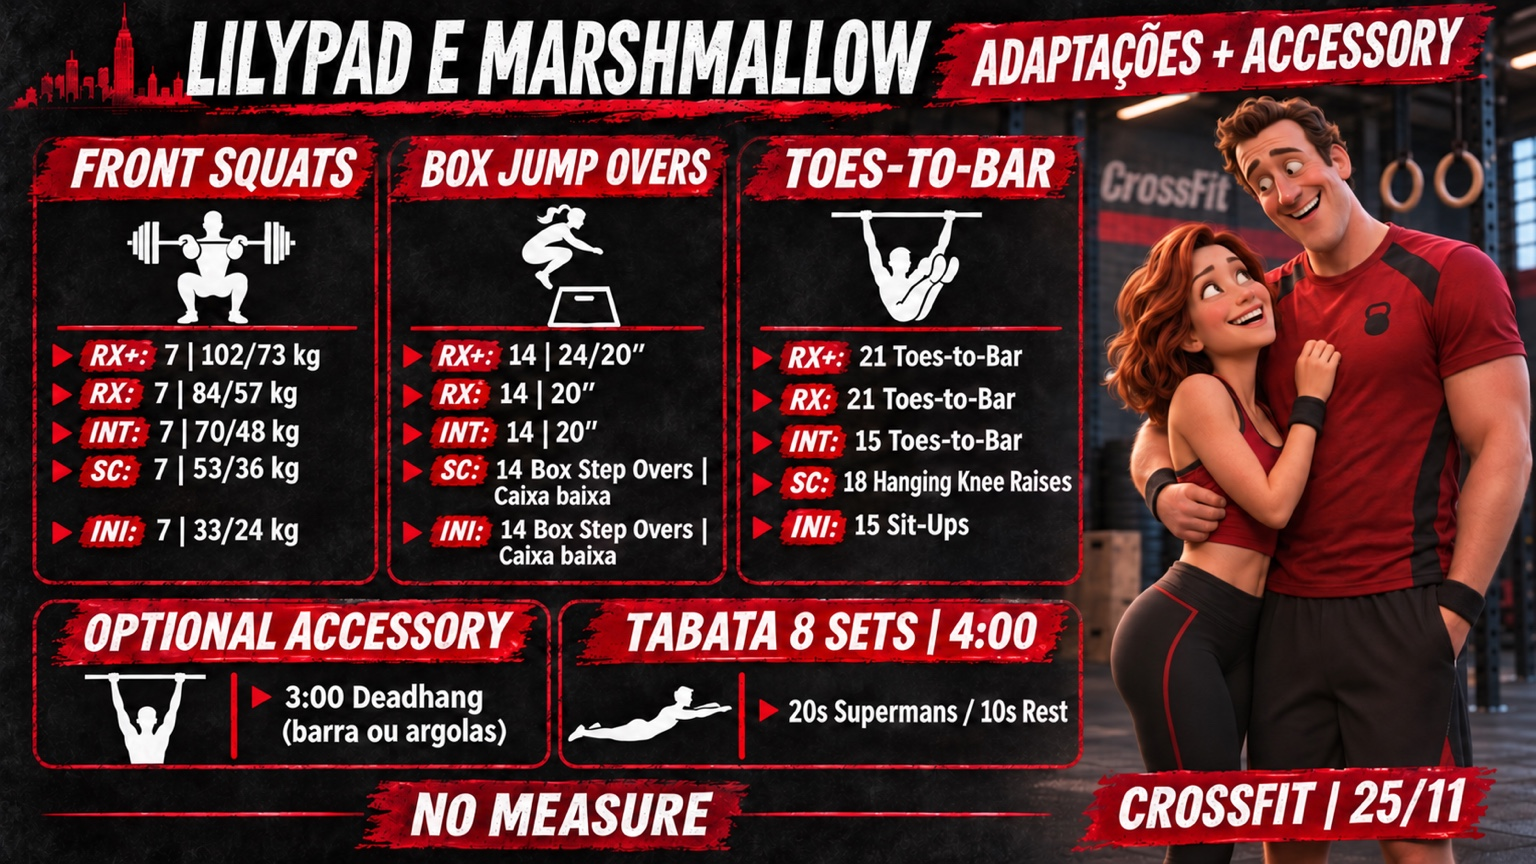 LILYPAD E MARSHMALLOW
ADAPTAÇÕES + ACCESSORY
FRONT SQUATS
RX+: 7 | 102/73 kg
RX: 7 | 84/57 kg
INT: 7 | 70/48 kg
SC: 7 | 53/36 kg
INI: 7 | 33/24 kg
BOX JUMP OVERS
RX+: 14 | 24/20"
RX: 14 | 20"
INT: 14 | 20"
SC: 14 Box Step Overs |
Caixa baixa
INI: 14 Box Step Overs |
Caixa baixa
TOES-TO-BAR
RX+: 21 Toes-to-Bar
RX: 21 Toes-to-Bar
INT: 15 Toes-to-Bar
SC: 18 Hanging Knee Raises
INI: 15 Sit-Ups
CrossFit
OPTIONAL ACCESSORY
3:00 Deadhang
(barra ou argolas)
TABATA 8 SETS | 4:00
20s Supermans / 10s Rest
NO MEASURE
CROSSFIT | 25/11